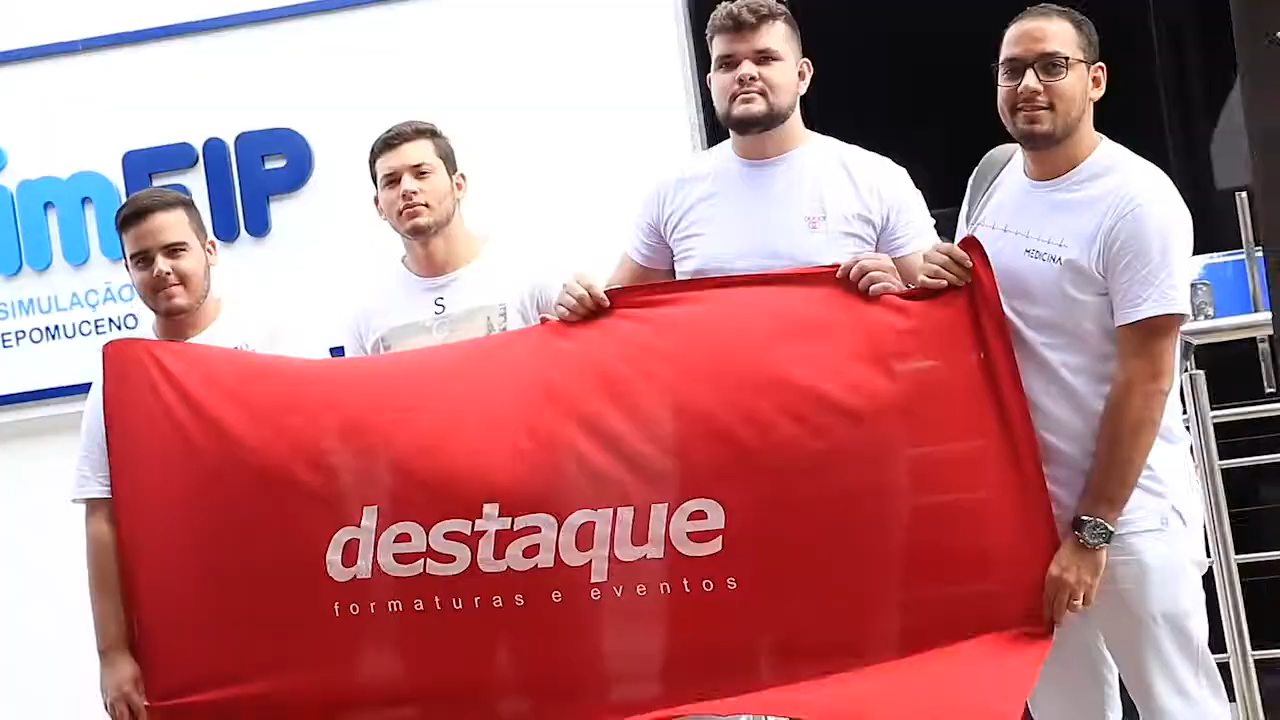 imFIP
SIMULAÇÃO
EPOMUCENO
S
MEDICINA
destaque
formaturas e eventos